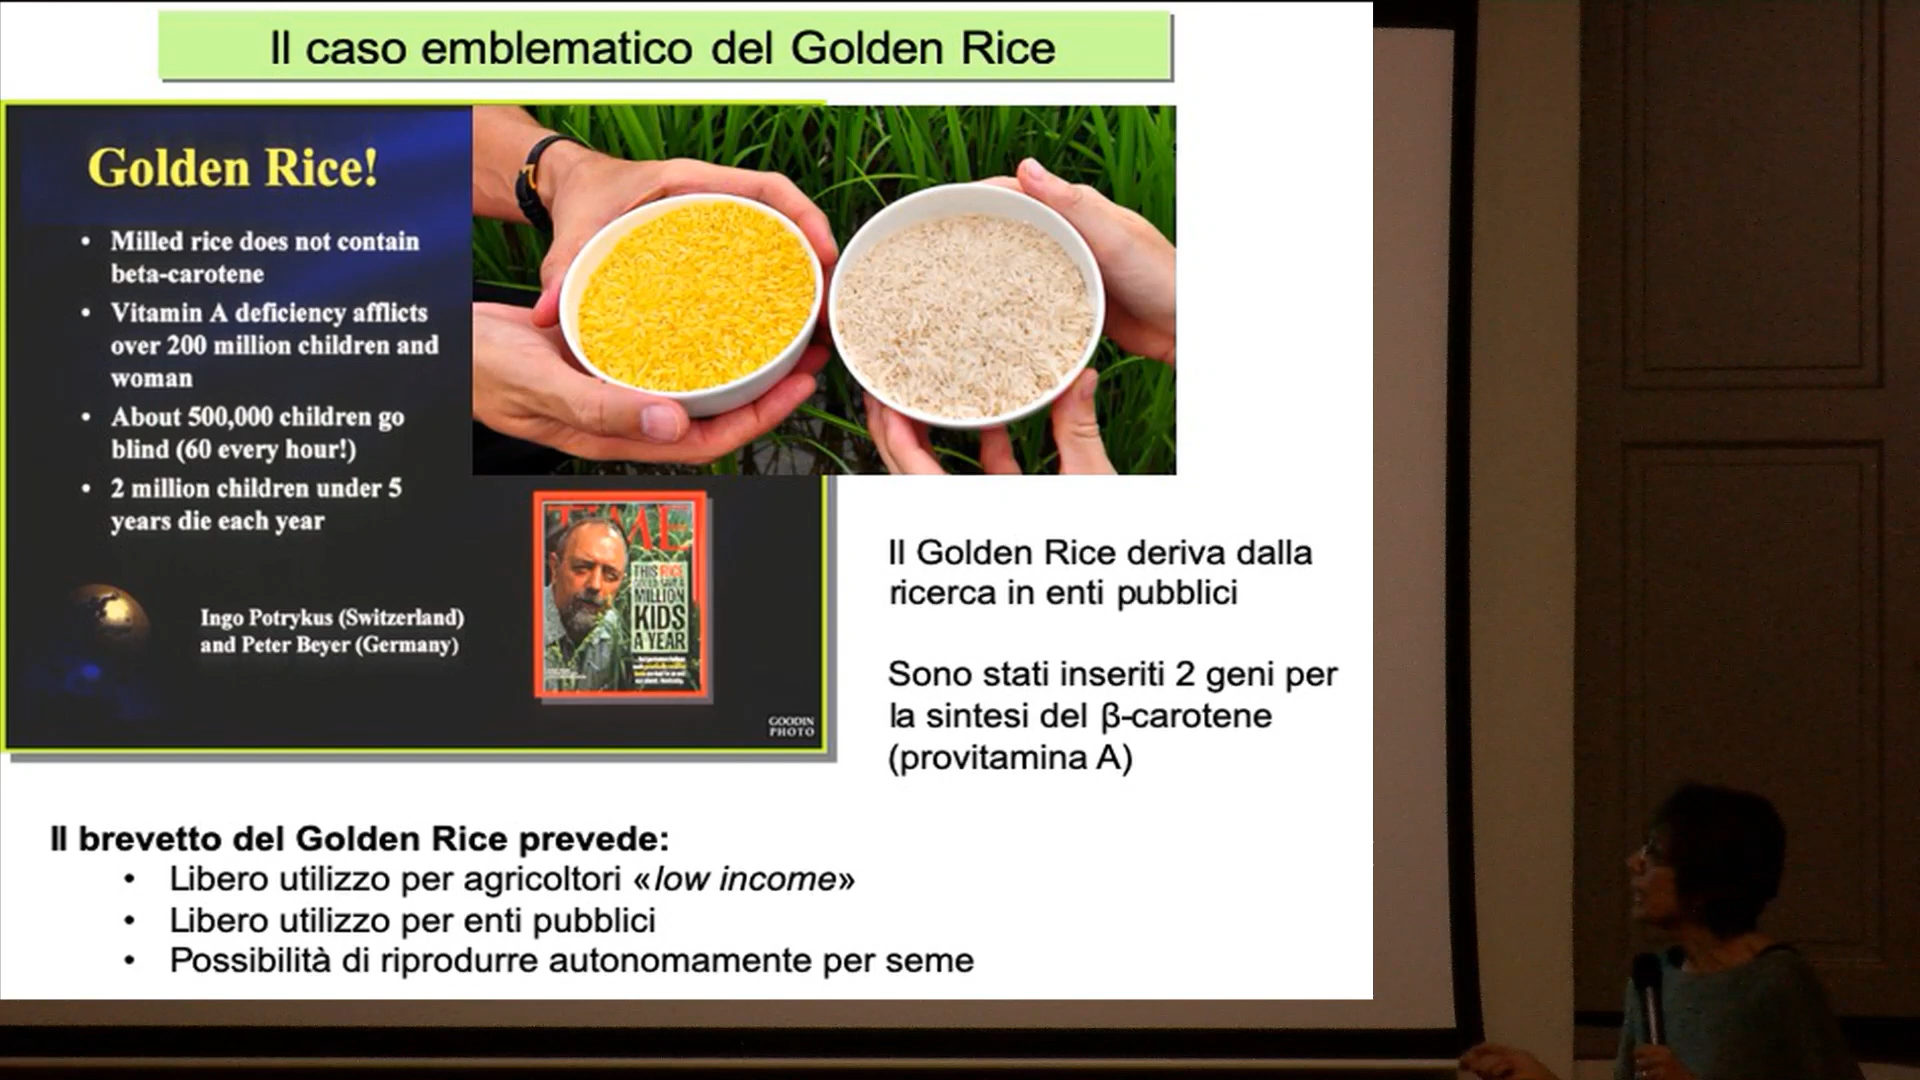 Il caso emblematico del Golden Rice
Golden Rice!
• Milled rice does not contain
beta-carotene
• Vitamin A deficiency afflicts
over 200 million children and
woman
• About 500,000 children go
blind (60 every hour!)
• 2 million children under 5
years die each year
Ingo Potrykus (Switzerland)
and Peter Beyer (Germany)
TIME
THIS RICE
COULD SAVE A
MILLION
KIDS
A YEAR
GOODIN
PHOTO
Il Golden Rice deriva dalla
ricerca in enti pubblici
Sono stati inseriti 2 geni per
la sintesi del β-carotene
(provitamina A)
Il brevetto del Golden Rice prevede:
• Libero utilizzo per agricoltori «low income»
• Libero utilizzo per enti pubblici
• Possibilità di riprodurre autonomamente per seme